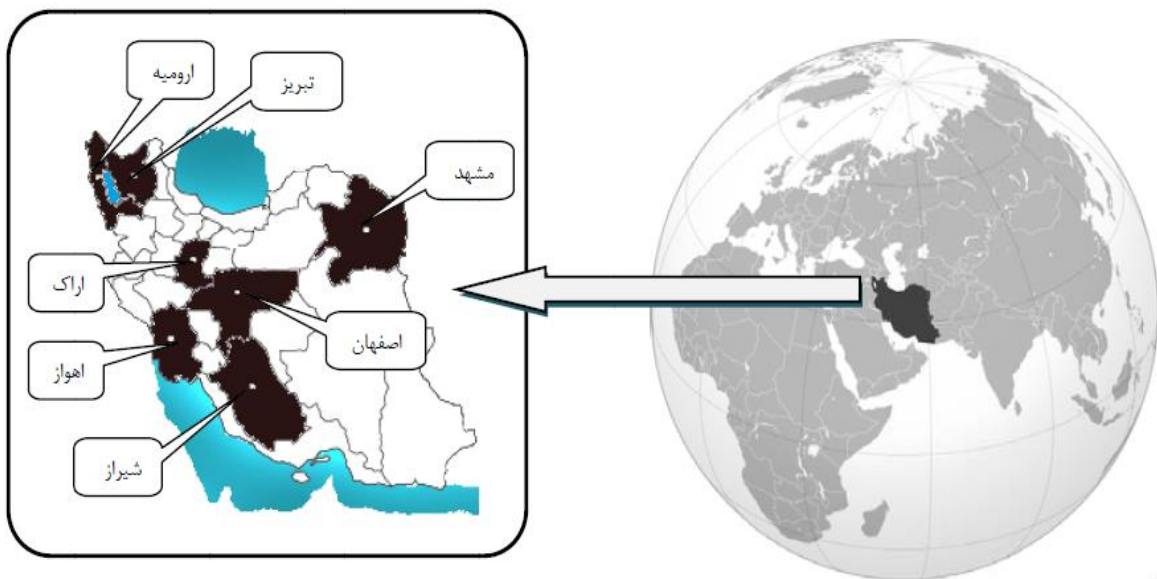 ارومیه
تبریز
مشهد
اراک
اصفهان
اهواز
شیراز